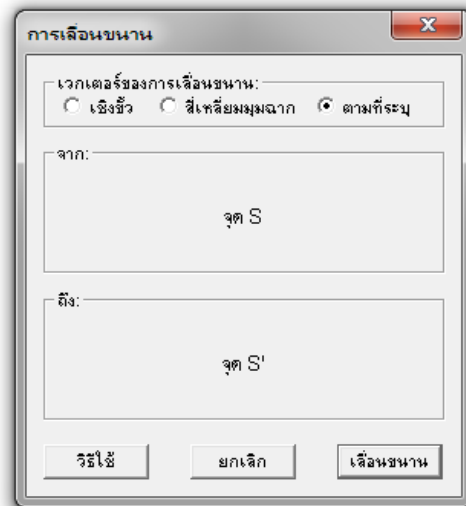 การเลื่อนขนาน
เวกเตอร์ของการเลื่อนขนาน:
เชิงขั้ว สี่เหลี่ยมมุมฉาก ตามที่ระบุ
จาก:
จุด S
ถึง:
จุด S'
วิธีใช้ ยกเลิก เลื่อนขนาน